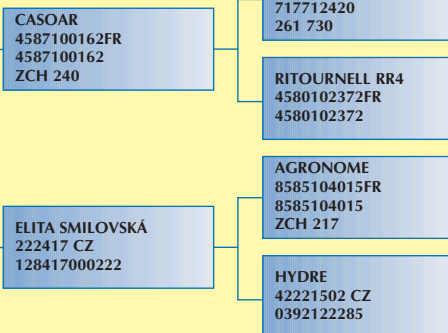 CASOAR
4587100162FR
4587100162
ZCH 240
717712420
261 730
RITOURNELL RR4
4580102372FR
4580102372
ELITA SMILOVSKÁ
222417 CZ
128417000222
AGRONOME
8585104015FR
8585104015
ZCH 217
HYDRE
42221502 CZ
0392122285